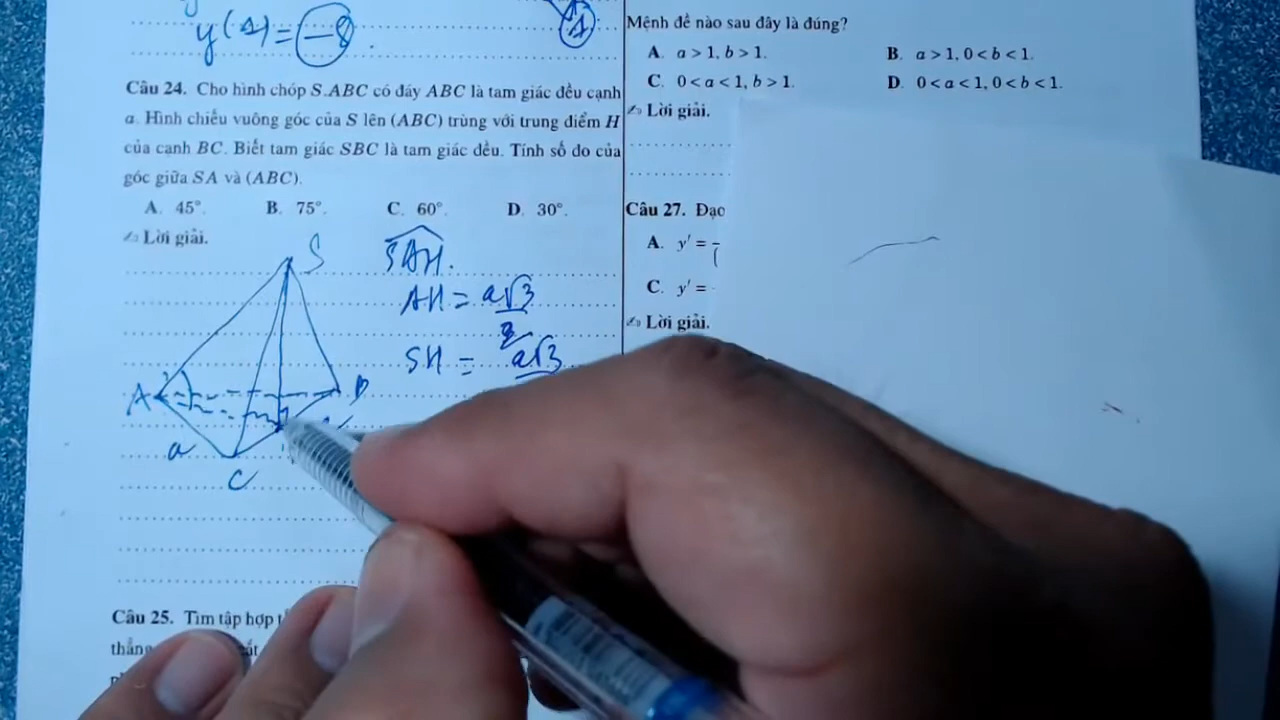 y(1) = -8.
1
Câu 24. Cho hình chóp S.ABC có đáy ABC là tam giác đều cạnh
a. Hình chiếu vuông góc của S lên (ABC) trùng với trung điểm H
của cạnh BC. Biết tam giác SBC là tam giác đều. Tính số đo của
góc giữa SA và (ABC).
A. 45°. B. 75°. C. 60°. D. 30°.
✍ Lời giải.
S
A
B
a
C
SAH.
AH = a√3
2
SH = a√3
Câu 25. Tìm tập hợp
thẳng
Mệnh đề nào sau đây là đúng?
A. a > 1, b > 1. B. a > 1, 0 < b < 1.
C. 0 < a < 1, b > 1. D. 0 < a < 1, 0 < b < 1.
✍ Lời giải.
Câu 27. Đạo
A. y' =
C. y' =
✍ Lời giải.